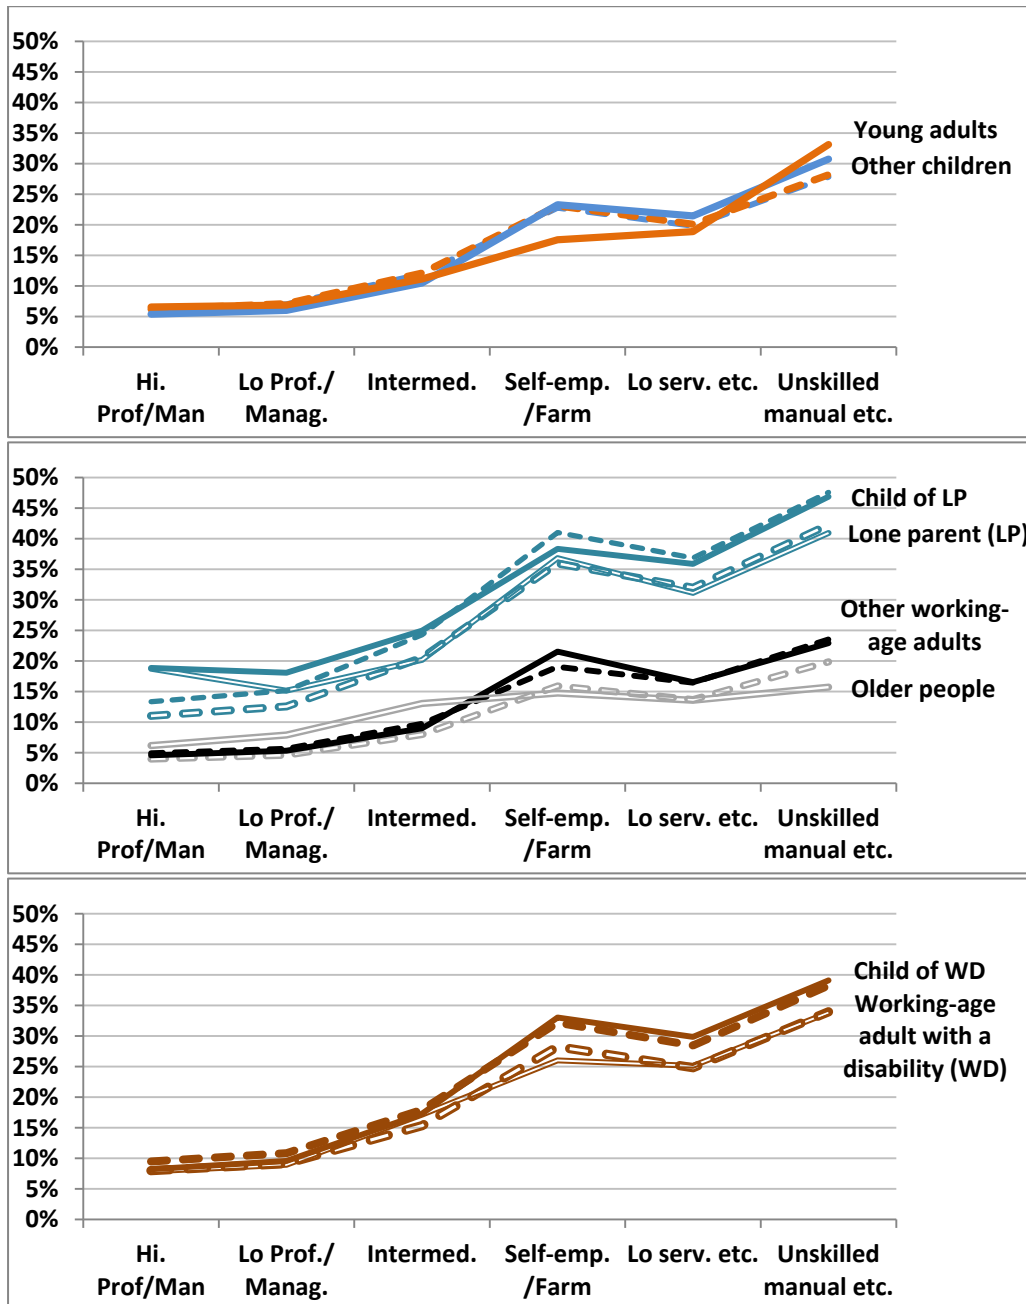 50%
45%
40%
35%
30%
25%
20%
15%
10%
5%
0%
Young adults
Other children
Hi. Prof/Man
Lo Prof./ Manag.
Intermed.
Self-emp. /Farm
Lo serv. etc.
Unskilled manual etc.
50%
45%
40%
35%
30%
25%
20%
15%
10%
5%
0%
Child of LP
Lone parent (LP)
Other working-
age adults
Older people
Hi. Prof/Man
Lo Prof./ Manag.
Intermed.
Self-emp. /Farm
Lo serv. etc.
Unskilled manual etc.
50%
45%
40%
35%
30%
25%
20%
15%
10%
5%
0%
Child of WD
Working-age
adult with a
disability (WD)
Hi. Prof/Man
Lo Prof./ Manag.
Intermed.
Self-emp. /Farm
Lo serv. etc.
Unskilled manual etc.